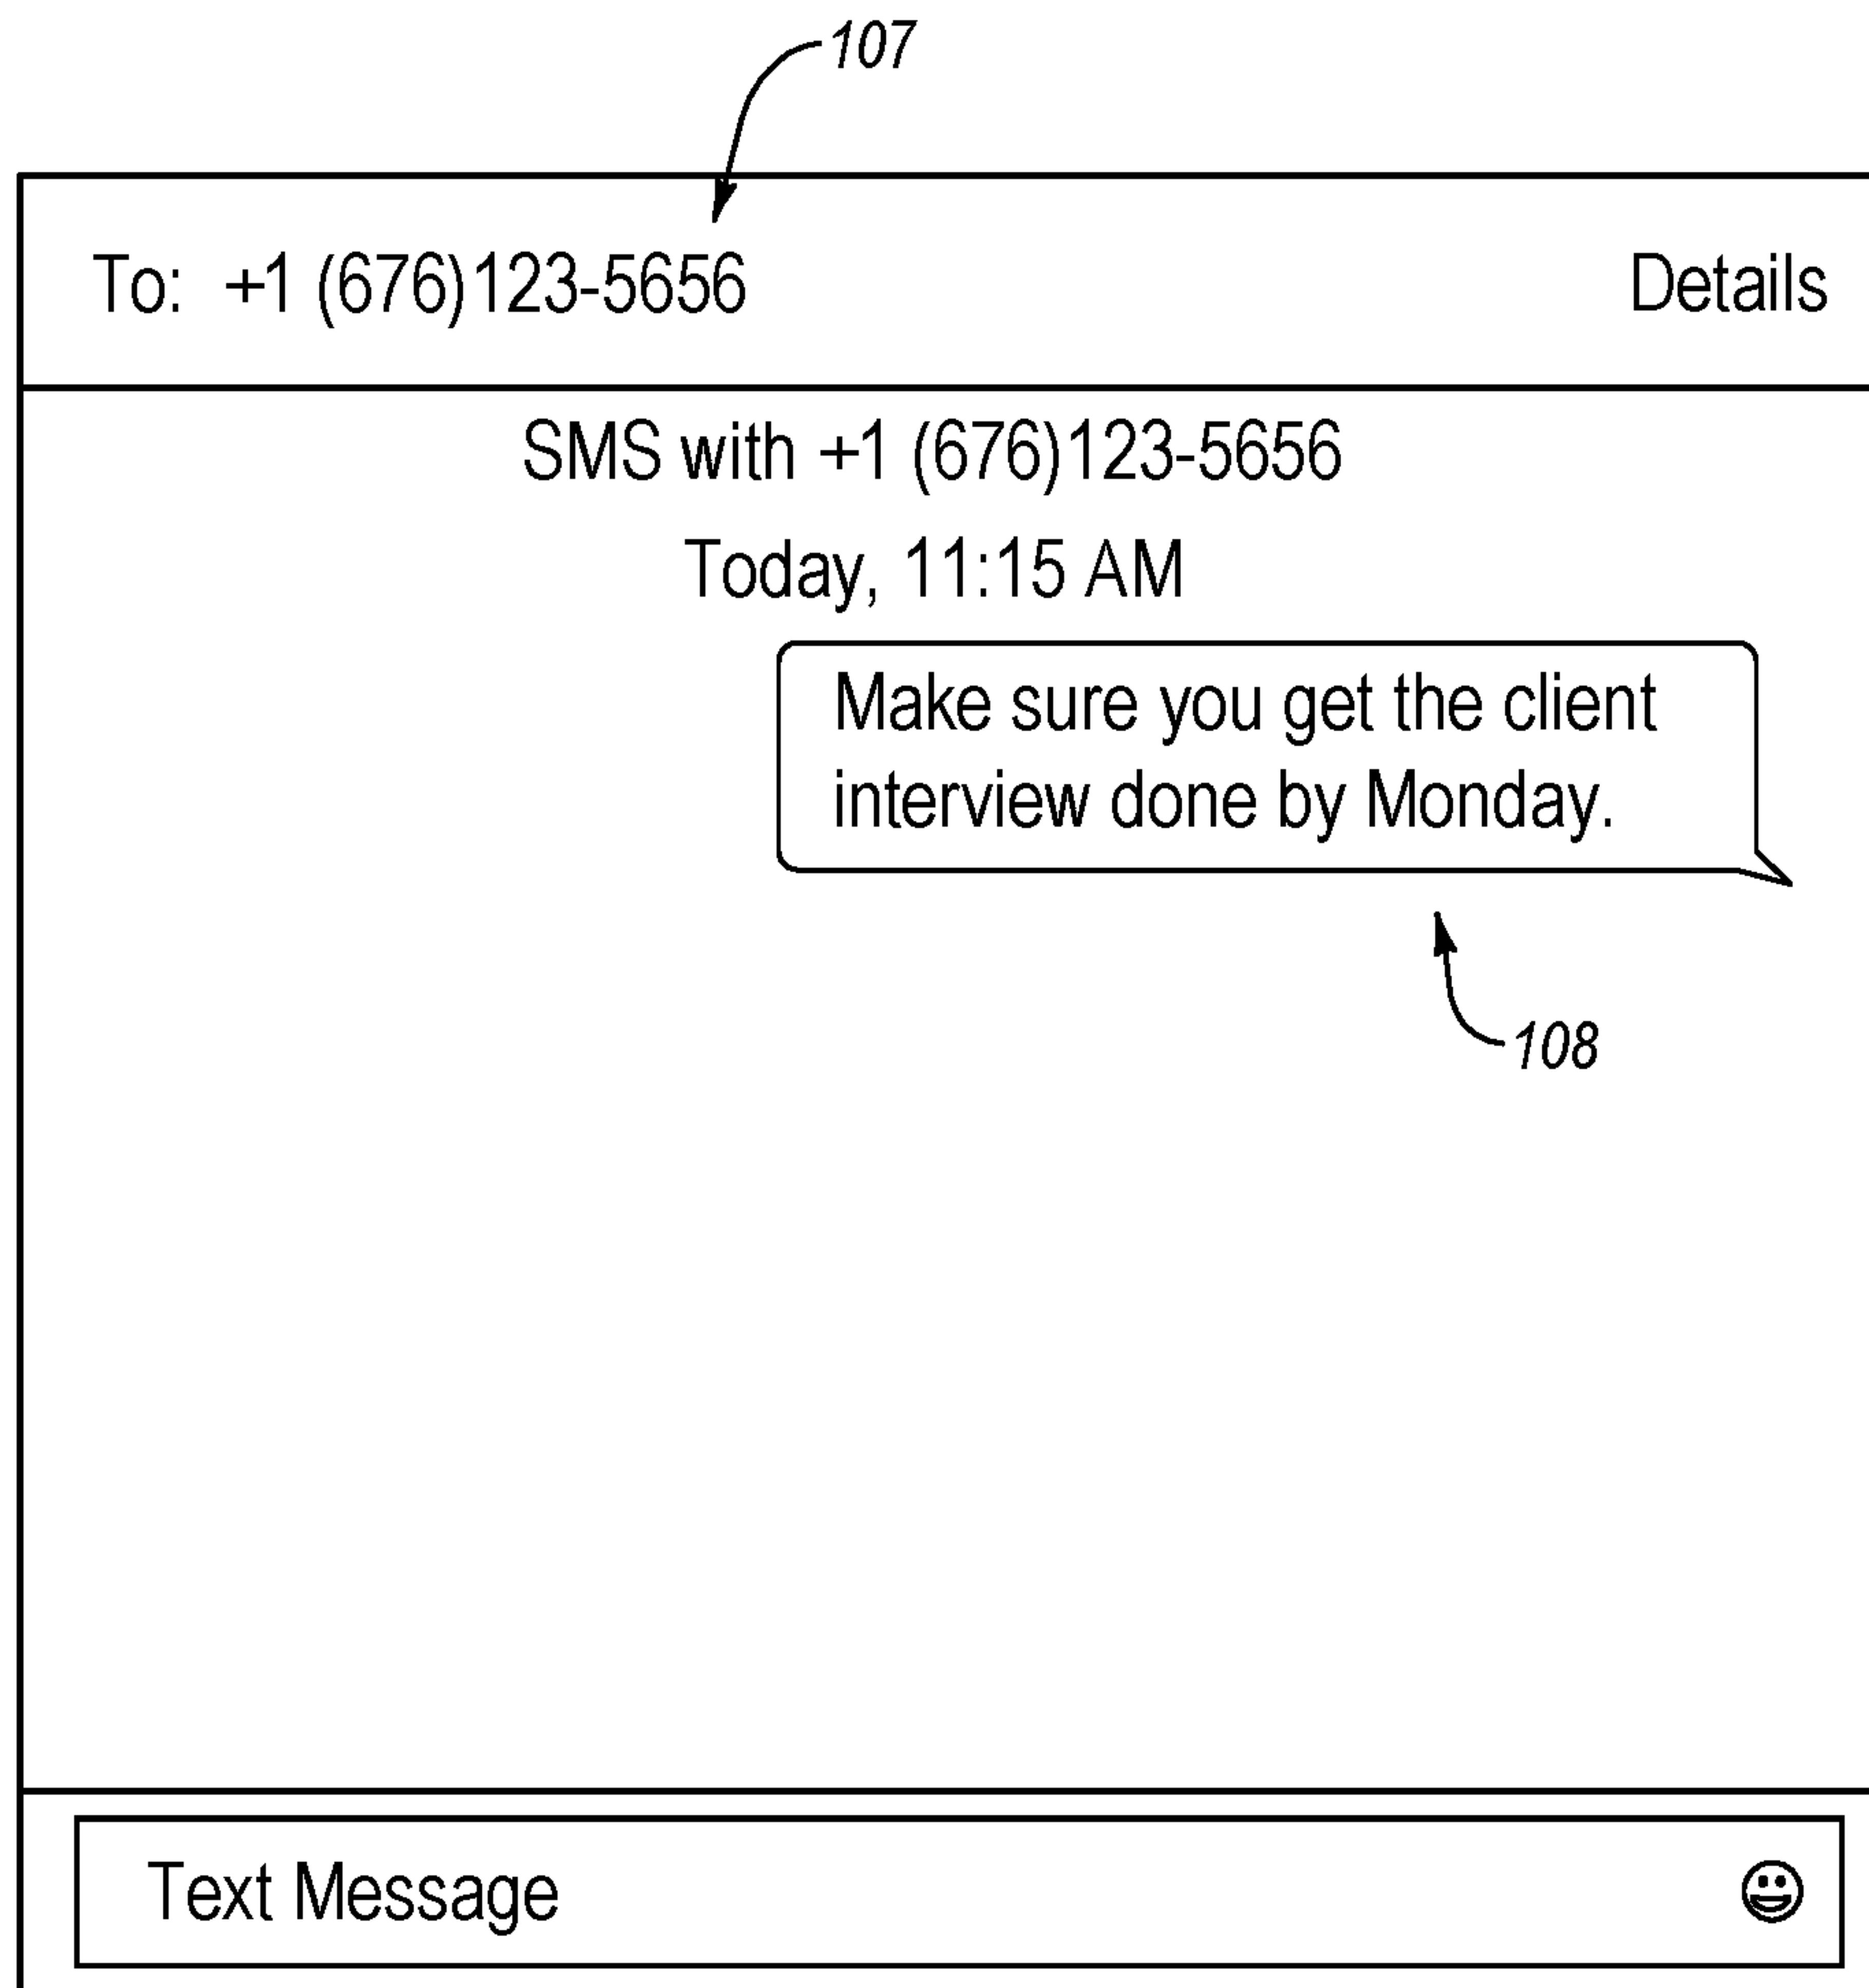 107
To: +1 (676)123-5656 Details
SMS with +1 (676)123-5656
Today, 11:15 AM
Make sure you get the client
interview done by Monday.
108
Text Message